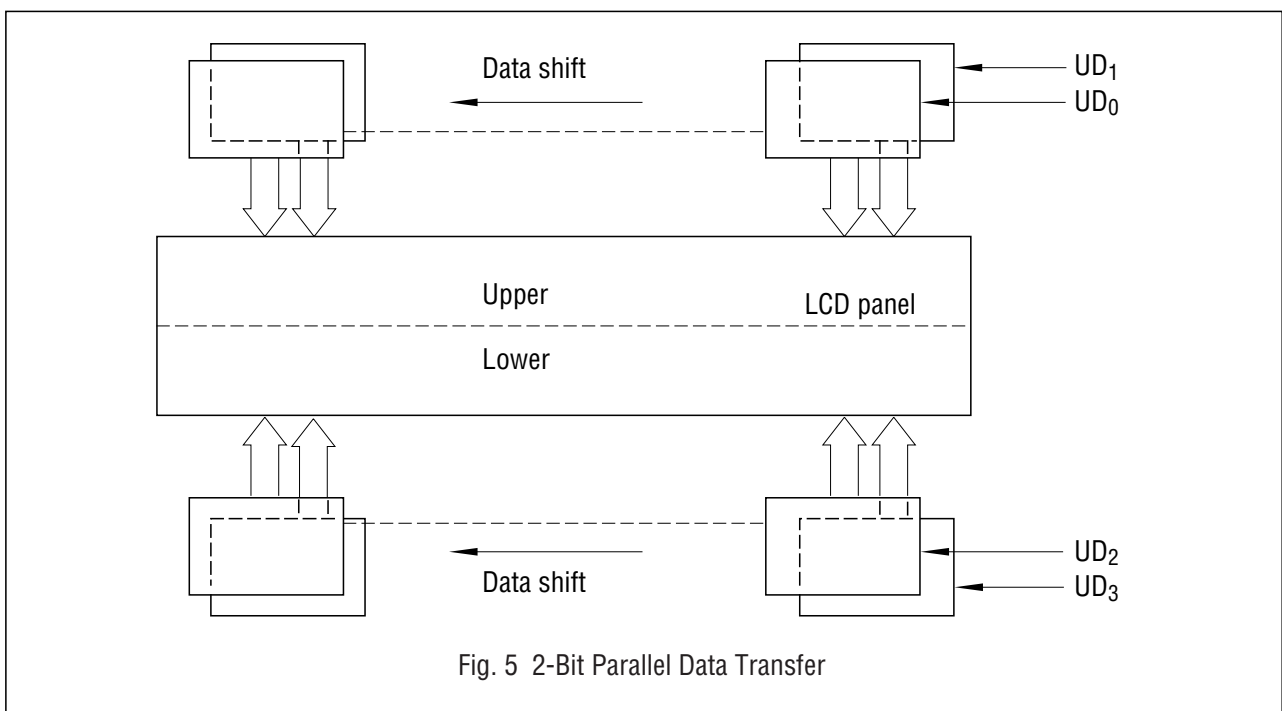 Data shift
UD₁
UD₀
Upper
LCD panel
Lower
UD₂
Data shift
UD₃
Fig. 5 2-Bit Parallel Data Transfer